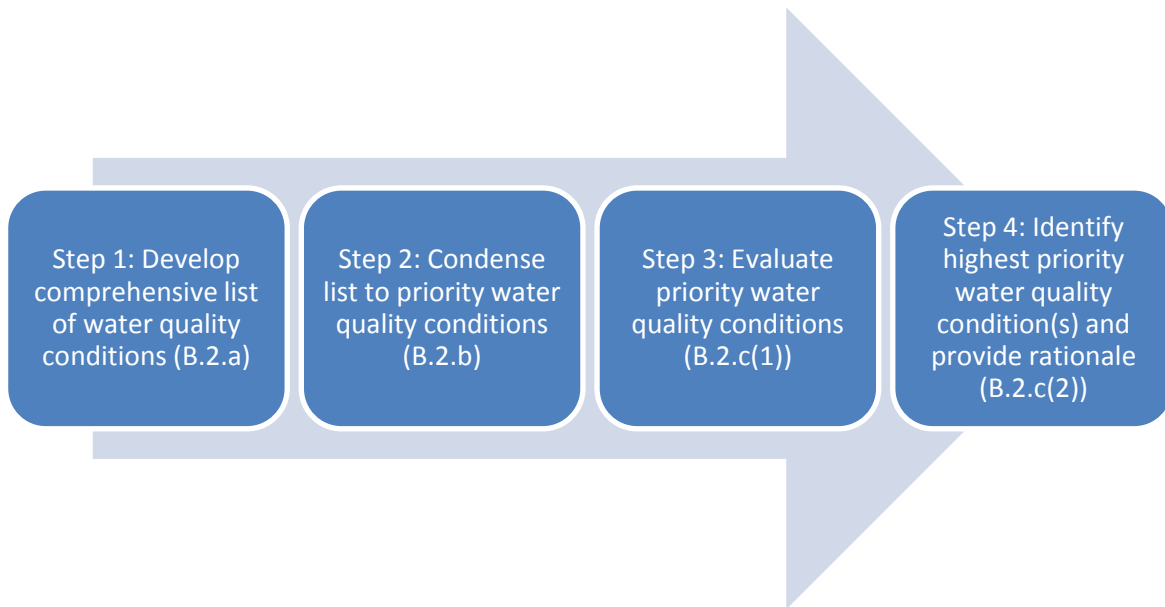 Step 1: Develop
comprehensive list
of water quality
conditions (B.2.a)
Step 2: Condense
list to priority water
quality conditions
(B.2.b)
Step 3: Evaluate
priority water
quality conditions
(B.2.c(1))
Step 4: Identify
highest priority
water quality
condition(s) and
provide rationale
(B.2.c(2))